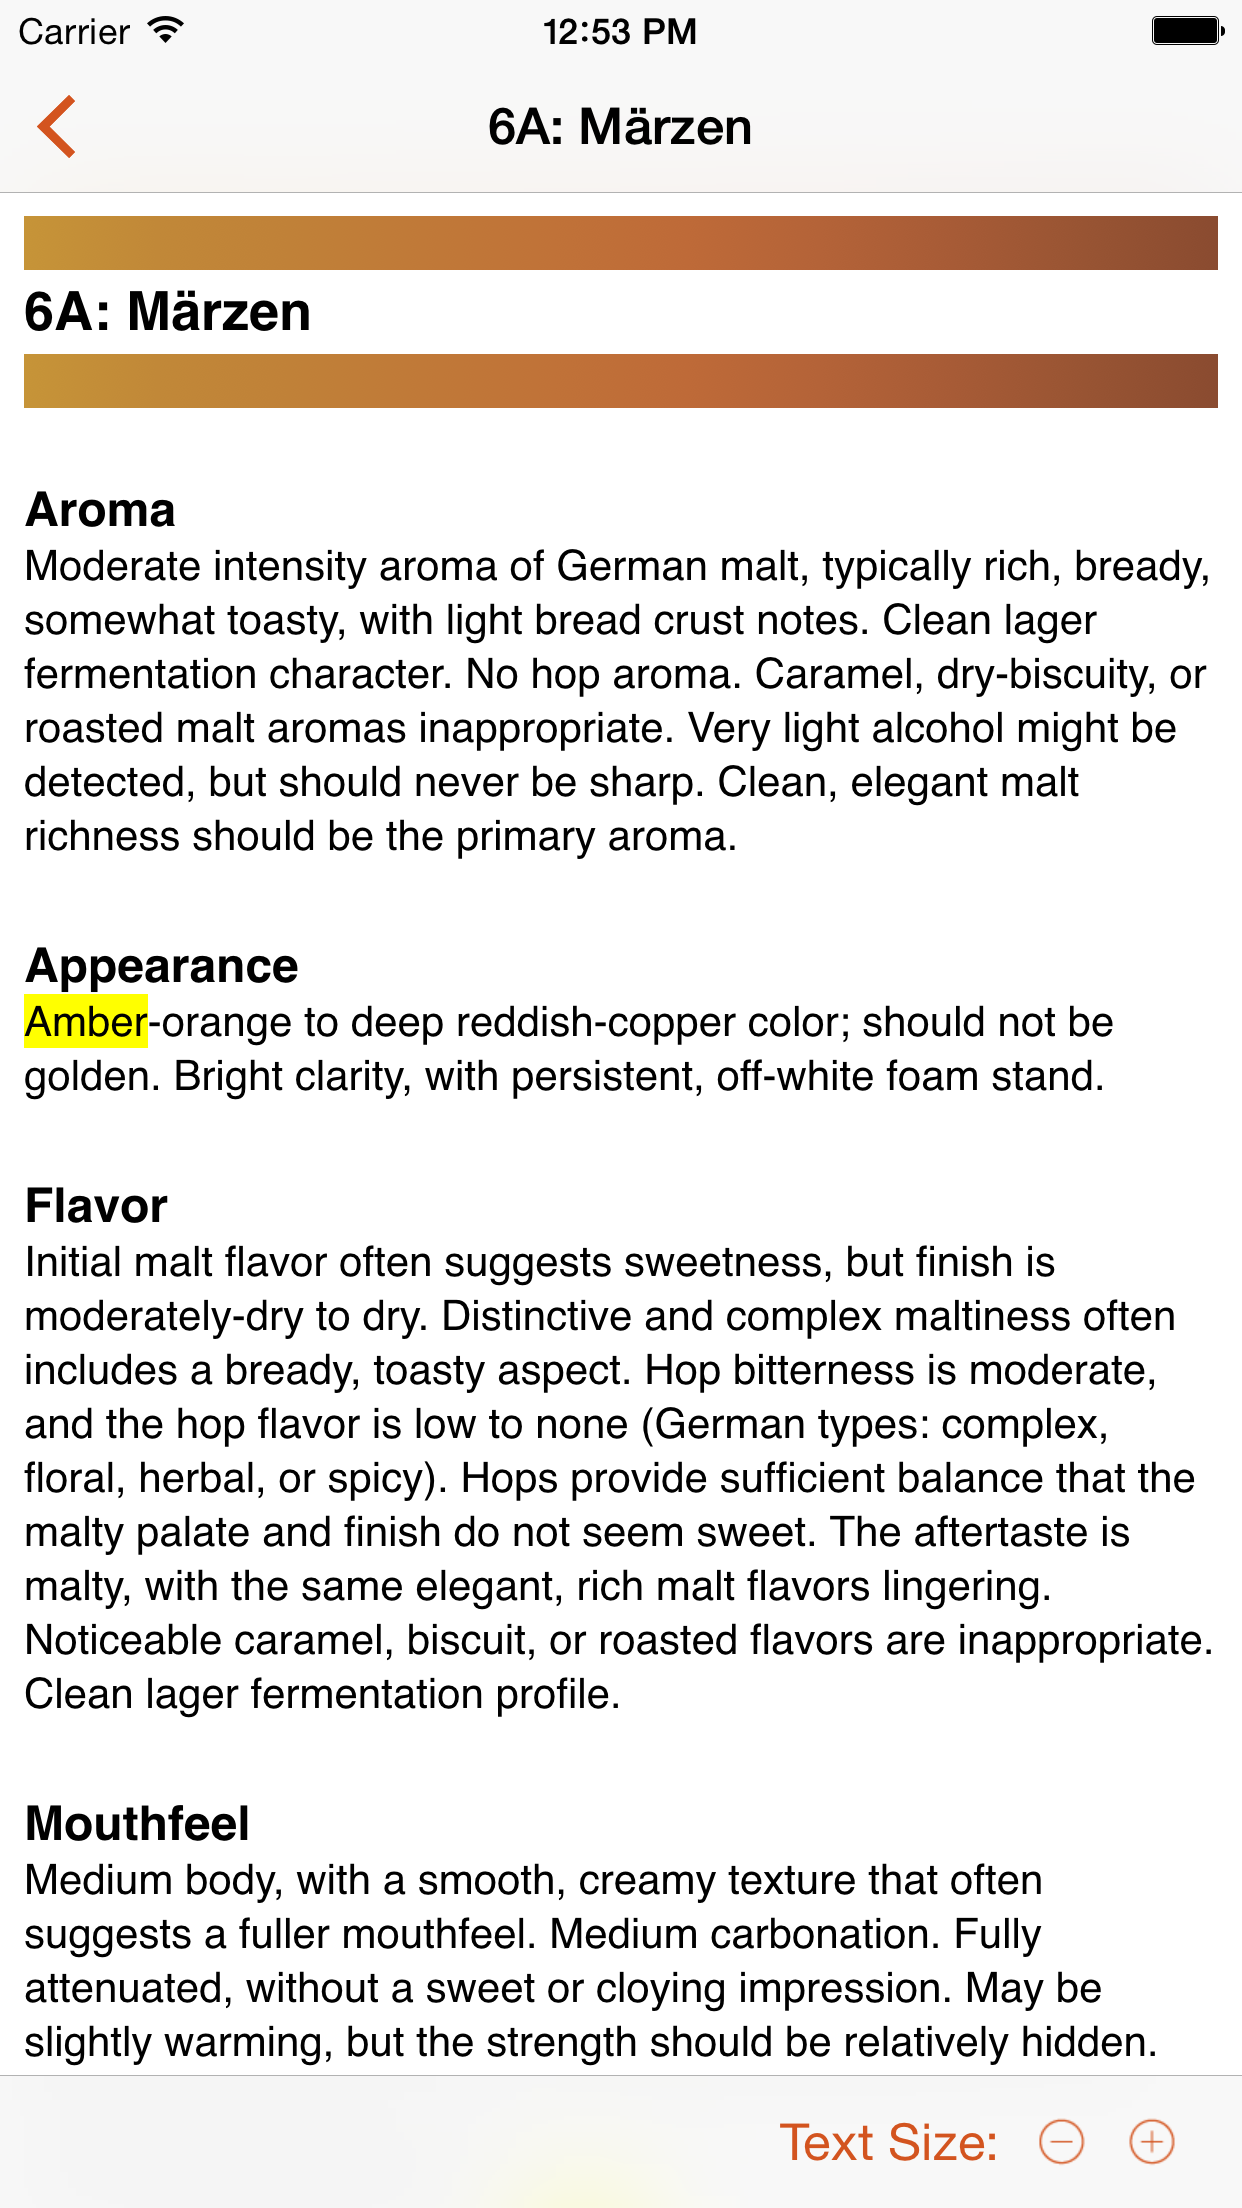 Carrier 12:53 PM
6A: Märzen
6A: Märzen
Aroma
Moderate intensity aroma of German malt, typically rich, bready,
somewhat toasty, with light bread crust notes. Clean lager
fermentation character. No hop aroma. Caramel, dry-biscuity, or
roasted malt aromas inappropriate. Very light alcohol might be
detected, but should never be sharp. Clean, elegant malt
richness should be the primary aroma.
Appearance
Amber-orange to deep reddish-copper color; should not be
golden. Bright clarity, with persistent, off-white foam stand.
Flavor
Initial malt flavor often suggests sweetness, but finish is
moderately-dry to dry. Distinctive and complex maltiness often
includes a bready, toasty aspect. Hop bitterness is moderate,
and the hop flavor is low to none (German types: complex,
floral, herbal, or spicy). Hops provide sufficient balance that the
malty palate and finish do not seem sweet. The aftertaste is
malty, with the same elegant, rich malt flavors lingering.
Noticeable caramel, biscuit, or roasted flavors are inappropriate.
Clean lager fermentation profile.
Mouthfeel
Medium body, with a smooth, creamy texture that often
suggests a fuller mouthfeel. Medium carbonation. Fully
attenuated, without a sweet or cloying impression. May be
slightly warming, but the strength should be relatively hidden.
Text Size: